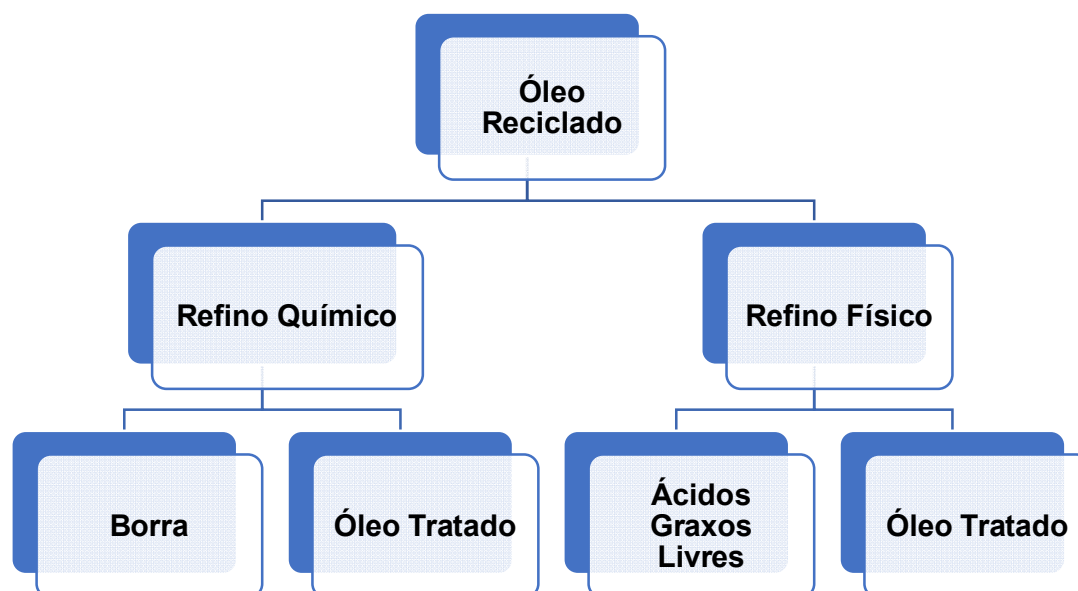 Óleo
Reciclado
Refino Químico
Refino Físico
Borra
Óleo Tratado
Ácidos
Graxos
Livres
Óleo Tratado